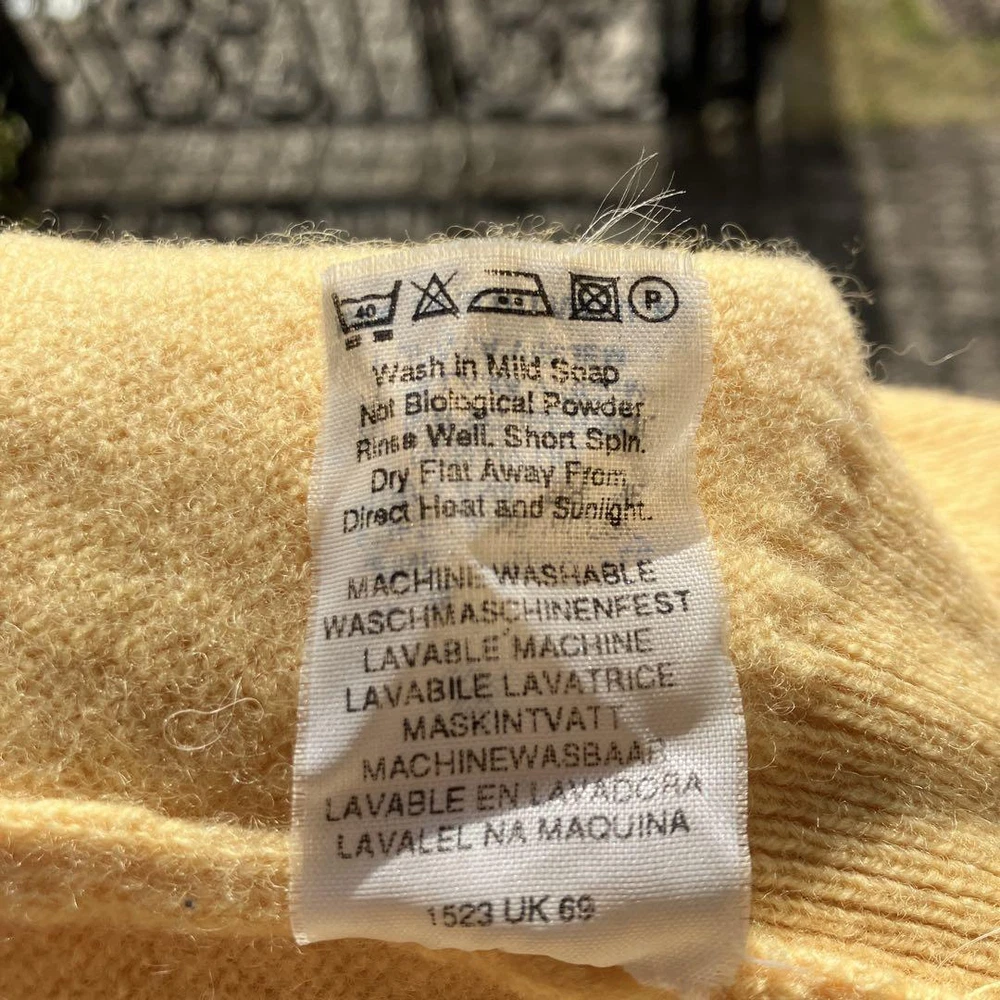 40 P
Wash in Mild Soap
Not Biological Powder.
Rinse Well. Short Spin.
Dry Flat Away From
Direct Heat and Sunlight.
MACHINE WASHABLE
WASCHMASCHINENFEST
LAVABLE MACHINE
LAVABILE LAVATRICE
MASKINTVATT
MACHINEWASBAAR
LAVABLE EN LAVADORA
LAVALEL NA MAQUINA
1523 UK 69